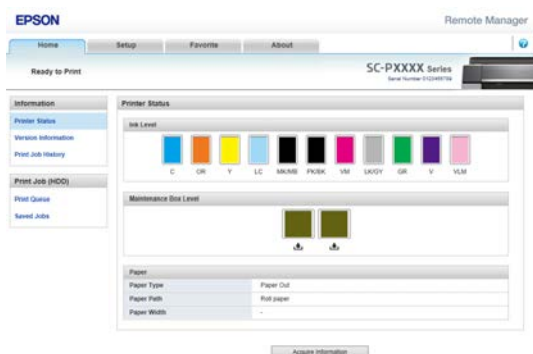 EPSON
Remote Manager
Home Setup Favorite About
Ready to Print
SC-PXXXX Series
Serial Number 0123456789
Information
Printer Status
Version Information
Print Job History
Print Job (HDD)
Print Queue
Saved Jobs
Printer Status
Ink Level
C OR Y LC MK/MB PK/BK VM LK/GY GR V VLM
Maintenance Box Level
Paper
Paper Type Paper Out
Paper Path Roll paper
Paper Width -
Acquire Information